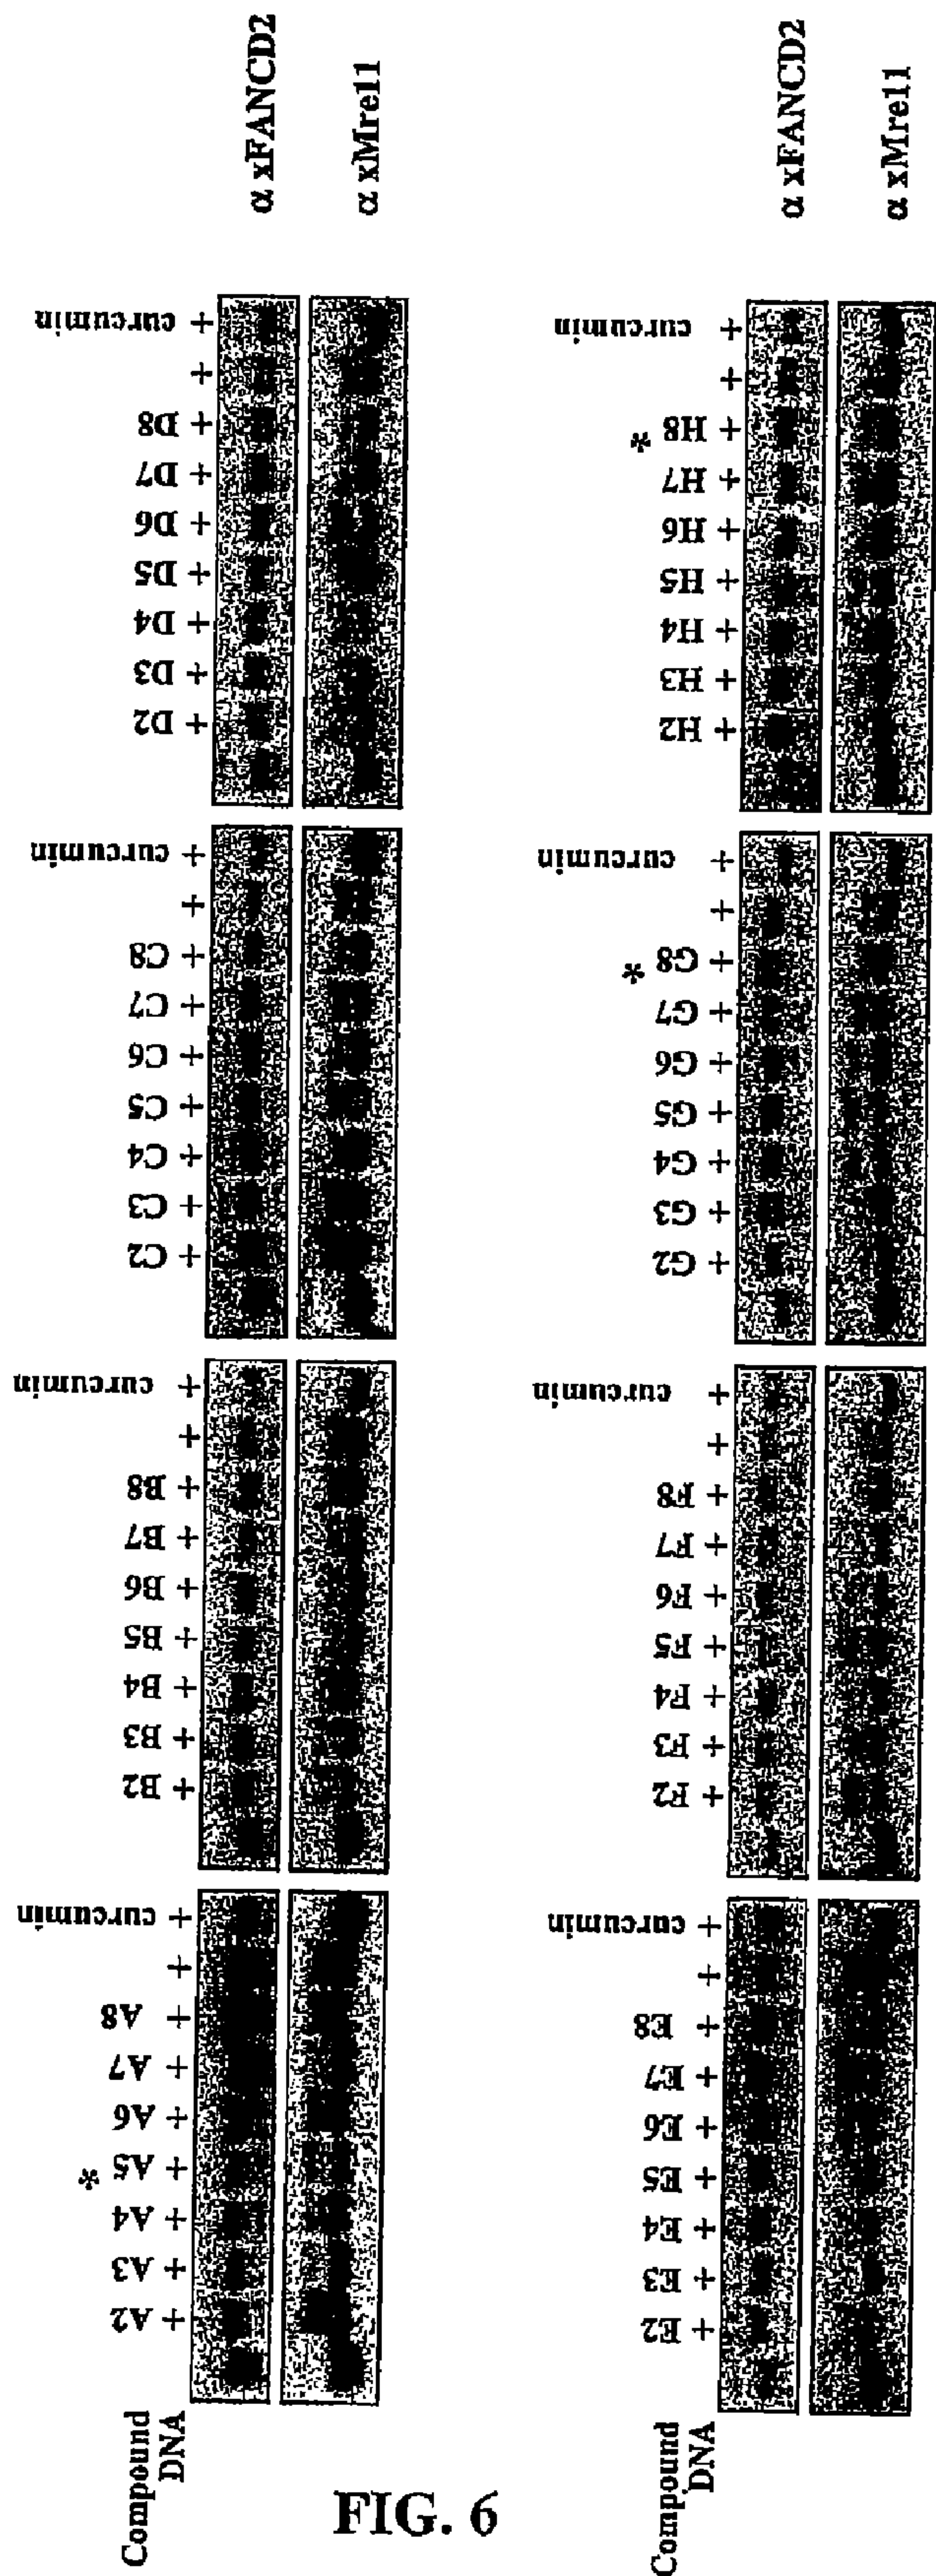 Compound A2 A3 A4 A5 * A6 A7 A8 curcumin B2 B3 B4 B5 B6 B7 B8 curcumin C2 C3 C4 C5 C6 C7 C8 curcumin D2 D3 D4 D5 D6 D7 D8 curcumin
DNA + + + + + + + + + + + + + + + + + + + + + + + + + + + + + + + + + + + +
α xFANCD2
α xMre11
Compound E2 E3 E4 E5 E6 E7 E8 curcumin F2 F3 F4 F5 F6 F7 F8 curcumin G2 G3 G4 G5 G6 G7 G8 * curcumin H2 H3 H4 H5 H6 H7 H8 * curcumin
DNA + + + + + + + + + + + + + + + + + + + + + + + + + + + + + + + + + + + +
α xFANCD2
α xMre11
FIG. 6